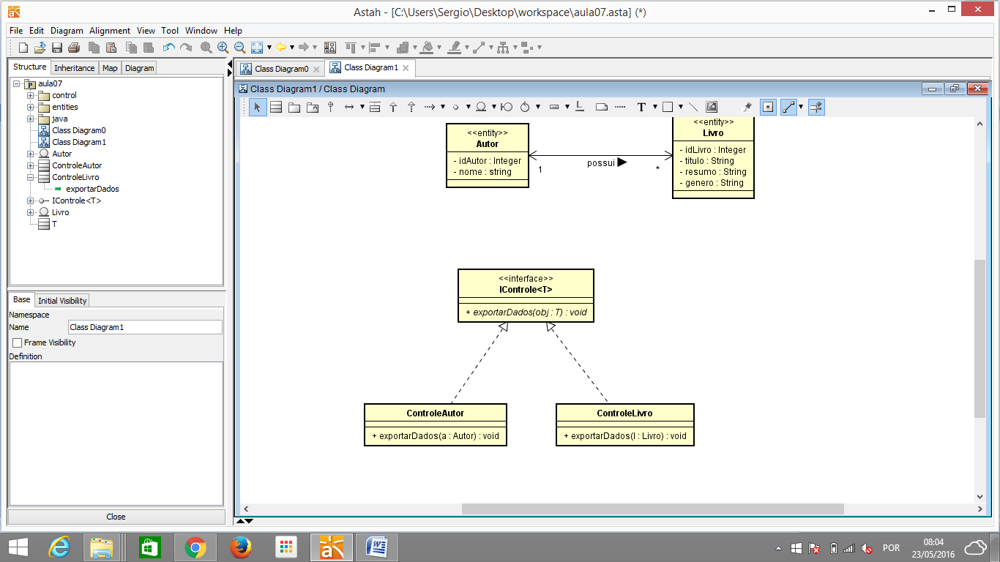 Astah - [C:\Users\Sergio\Desktop\workspace\aula07.asta] (*)
File Edit Diagram Alignment View Tool Window Help
Structure Inheritance Map Diagram
aula07
control
entities
java
Class Diagram0
Class Diagram1
Autor
ControleAutor
ControleLivro
exportarDados
IControle<T>
Livro
T
Base Initial Visibility
Namespace
Name Class Diagram1
Frame Visibility
Definition
Close
Class Diagram0 Class Diagram1
Class Diagram1 / Class Diagram
T
<<entity>>
Autor
- idAutor : Integer
- nome : string
possui
1 *
<<entity>>
Livro
- idLivro : Integer
- titulo : String
- resumo : String
- genero : String
<<interface>>
IControle<T>
+ exportarDados(obj : T) : void
ControleAutor
+ exportarDados(a : Autor) : void
ControleLivro
+ exportarDados(l : Livro) : void
POR
08:04
23/05/2016